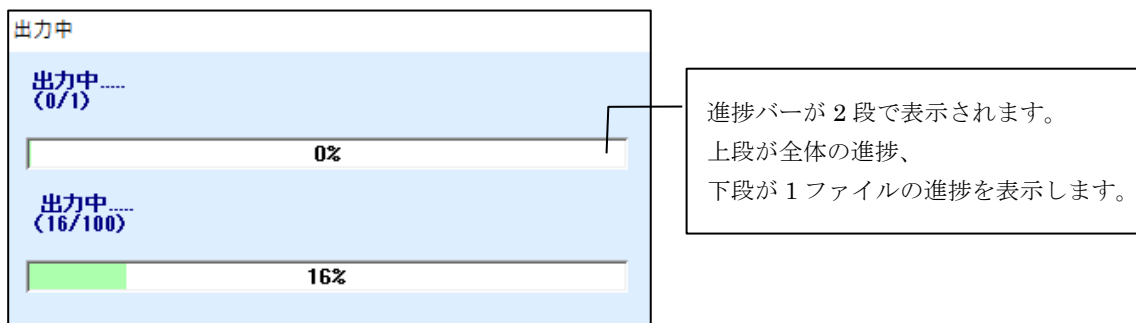 出力中
出力中.....
(0/1)
0%
出力中.....
(16/100)
16%
進捗バーが 2 段で表示されます。
上段が全体の進捗、
下段が 1 ファイルの進捗を表示します。